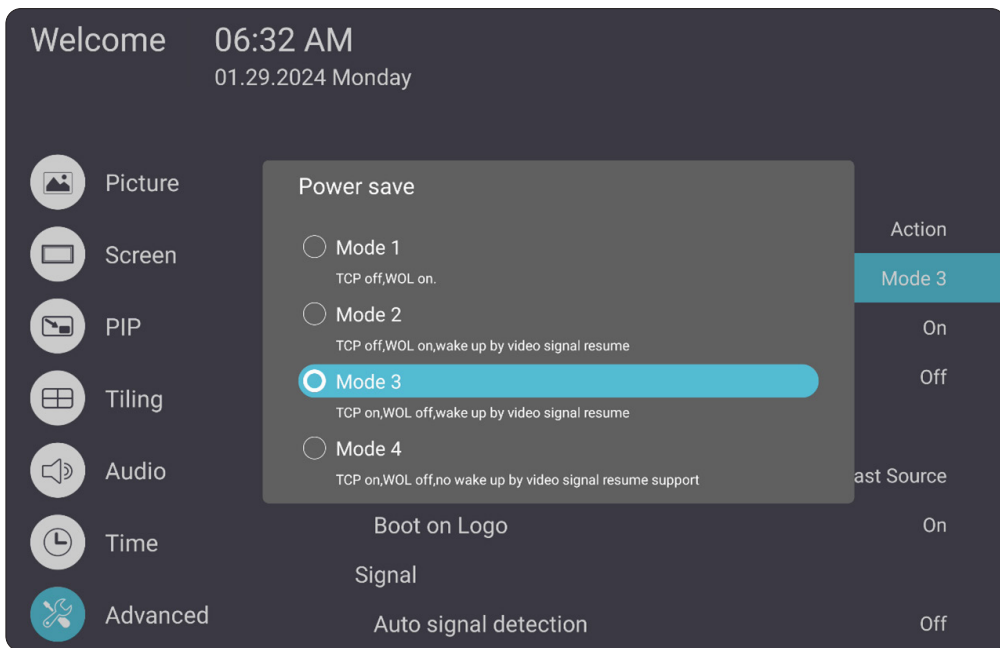 Welcome
06:32 AM
01.29.2024 Monday
Picture
Screen
PIP
Tiling
Audio
Time
Advanced
Power save
Mode 1
TCP off,WOL on.
Mode 2
TCP off,WOL on,wake up by video signal resume
Mode 3
TCP on,WOL off,wake up by video signal resume
Mode 4
TCP on,WOL off,no wake up by video signal resume support
Action
Mode 3
On
Off
Source
Boot on Logo On
Signal
Auto signal detection Off